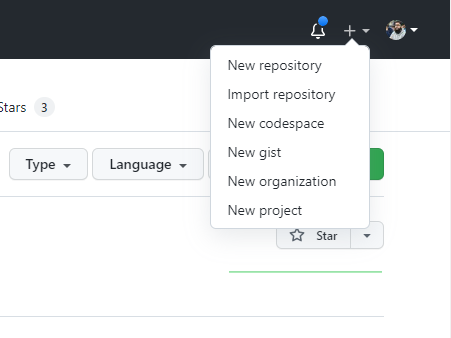 New repository
Import repository
New codespace
New gist
New organization
New project
Stars 3
Type
Language
Star